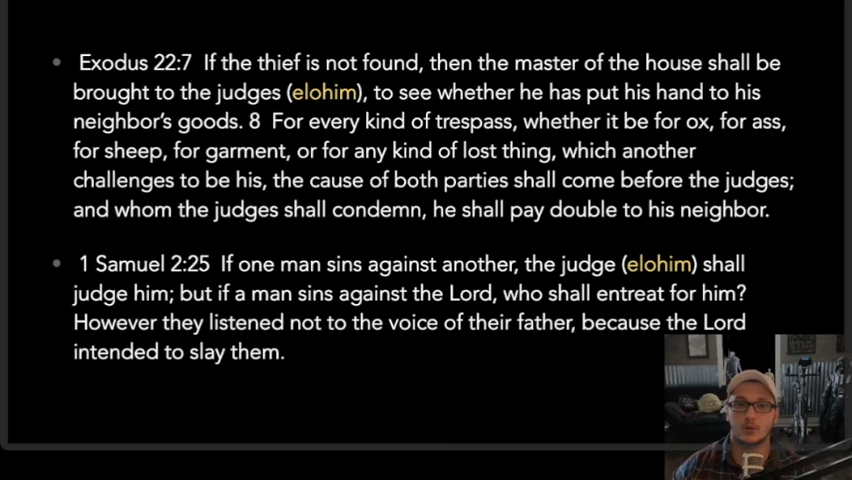 Exodus 22:7 If the thief is not found, then the master of the house shall be
brought to the judges (elohim), to see whether he has put his hand to his
neighbor's goods. 8 For every kind of trespass, whether it be for ox, for ass,
for sheep, for garment, or for any kind of lost thing, which another
challenges to be his, the cause of both parties shall come before the judges;
and whom the judges shall condemn, he shall pay double to his neighbor.
1 Samuel 2:25 If one man sins against another, the judge (elohim) shall
judge him; but if a man sins against the Lord, who shall entreat for him?
However they listened not to the voice of their father, because the Lord
intended to slay them.